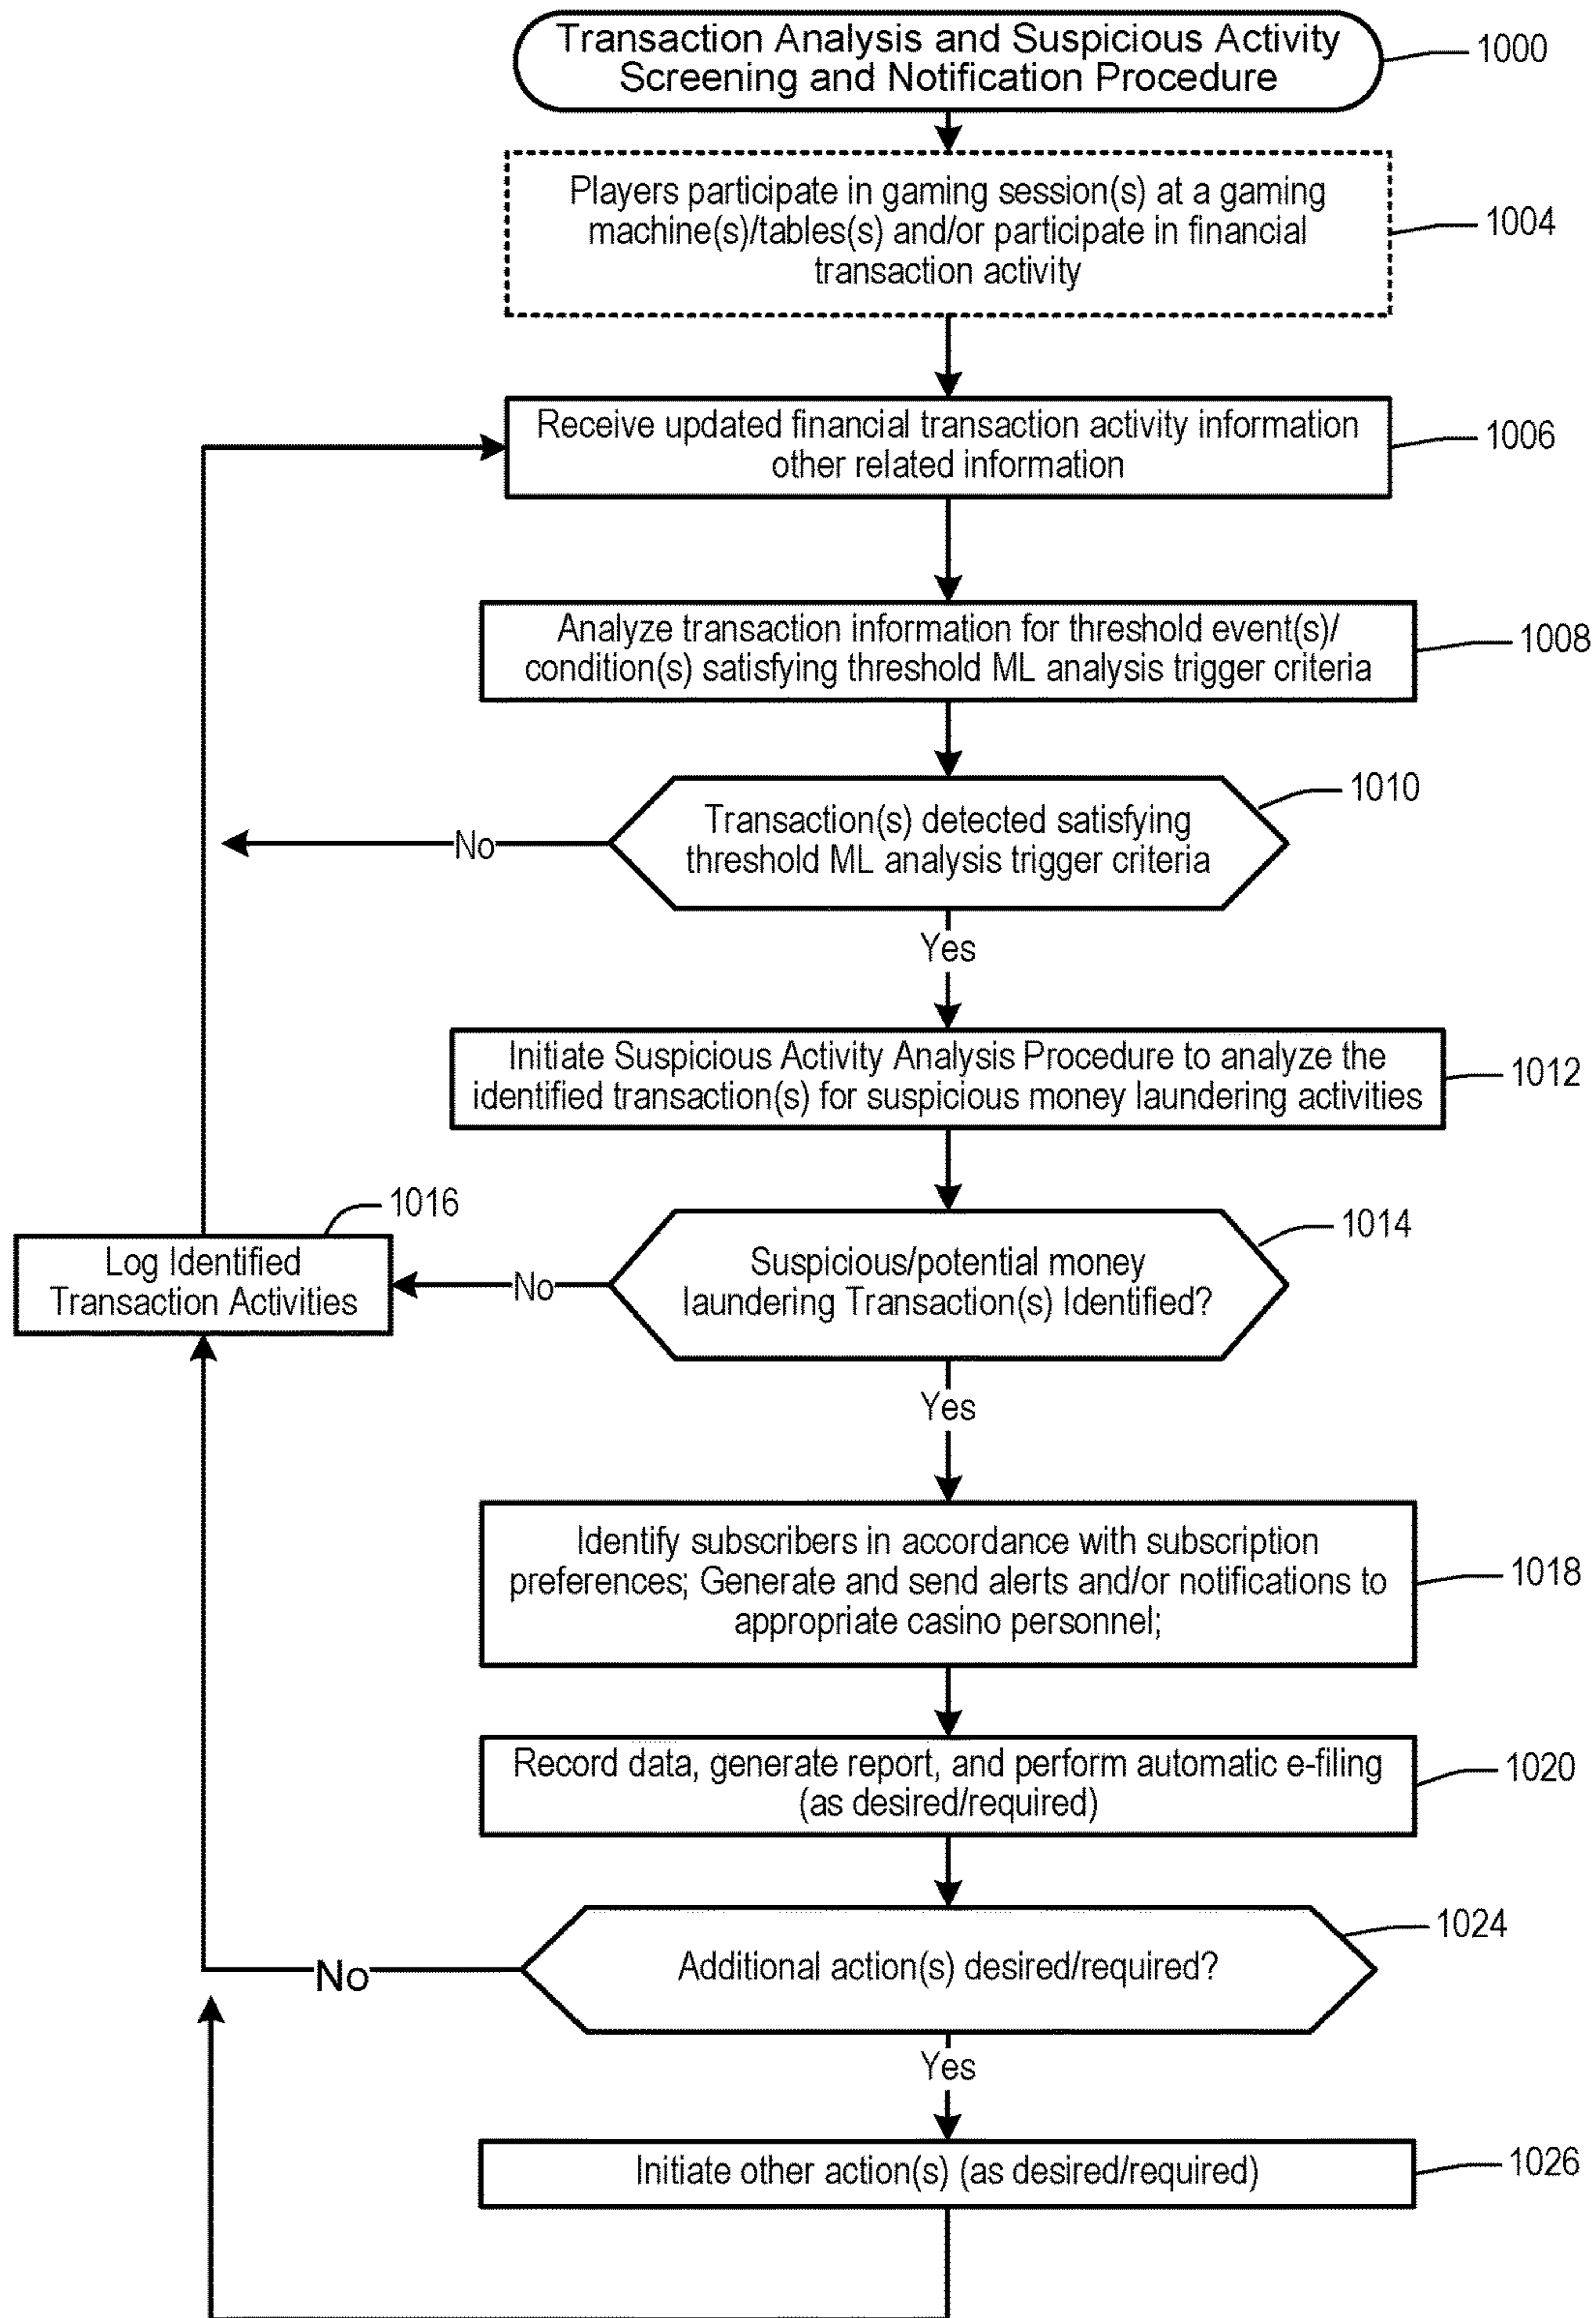 Transaction Analysis and Suspicious Activity
Screening and Notification Procedure
1000
Players participate in gaming session(s) at a gaming
machine(s)/tables(s) and/or participate in financial
transaction activity
1004
Receive updated financial transaction activity information
other related information
1006
Analyze transaction information for threshold event(s)/
condition(s) satisfying threshold ML analysis trigger criteria
1008
Transaction(s) detected satisfying
threshold ML analysis trigger criteria
1010
No
Yes
Initiate Suspicious Activity Analysis Procedure to analyze the
identified transaction(s) for suspicious money laundering activities
1012
Suspicious/potential money
laundering Transaction(s) Identified?
1014
No
Log Identified
Transaction Activities
1016
Yes
Identify subscribers in accordance with subscription
preferences; Generate and send alerts and/or notifications to
appropriate casino personnel;
1018
Record data, generate report, and perform automatic e-filing
(as desired/required)
1020
Additional action(s) desired/required?
1024
No
Yes
Initiate other action(s) (as desired/required)
1026